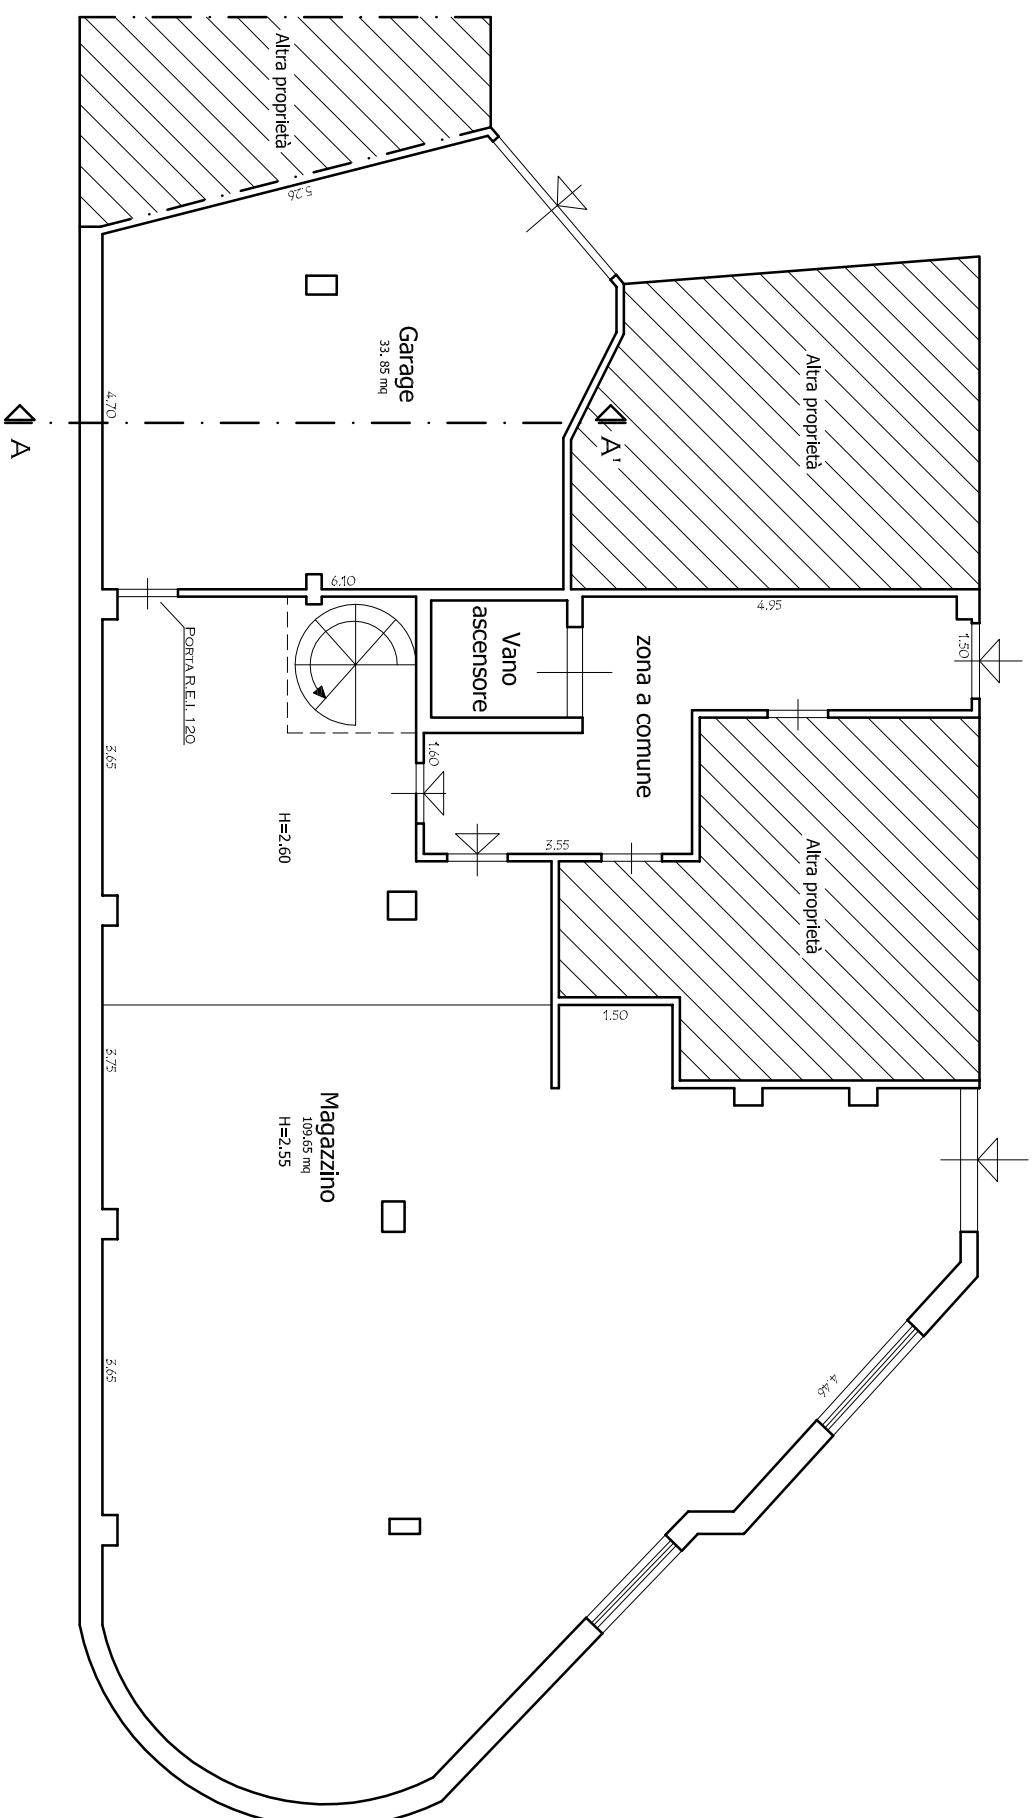 Altra proprietà
5.26
Garage
33. 85 mq
4.70
A
A'
Altra proprietà
6.10
PORTA R.E.I. 120
Vano
ascensore
zona a comune
4.95
1.50
1.60
3.55
3.65
H=2.60
Altra proprietà
1.50
3.75
Magazzino
109.65 mq
H=2.55
3.65
4.46